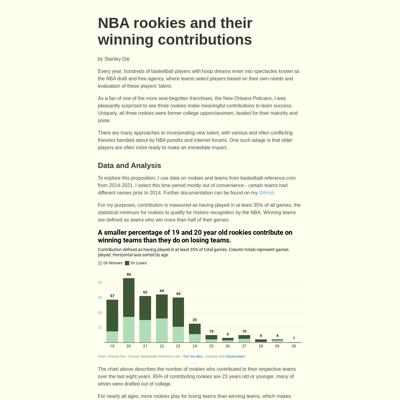 NBA rookies and their
winning contributions
by Stanley Dai
Every year, hundreds of basketball players with hoop dreams enter into spectacles known as
the NBA draft and free agency, where teams select players based on their own needs and
evaluation of these players' talent.
As a fan of one of the more woe-begotten franchises, the New Orleans Pelicans, I was
pleasantly surprised to see three rookies make meaningful contributions to team success.
Uniquely, all three rookies were former college upperclassmen, lauded for their maturity and
poise.
There are many approaches to incorporating new talent, with various and often-conflicting
theories bandied about by NBA pundits and internet forums. One such adage is that older
players are often more ready to make an immediate impact.
Data and Analysis
To explore this proposition, I use data on rookies and teams from basketball-reference.com
from 2014-2021. I select this time period mostly out of convenience - certain teams had
different names prior to 2014. Further documentation can be found on my GitHub.
For my purposes, contribution is measured as having played in at least 35% of all games, the
statistical minimum for rookies to qualify for historic recognition by the NBA. Winning teams
are defined as teams who win more than half of their games.
A smaller percentage of 19 and 20 year old rookies contribute on
winning teams than they do on losing teams.
Contribution defined as having played in at least 35% of total games. Column totals represent games
played. Horizontal axis sorted by age.
On Winners On Losers
80
60
40
20
57
86
62
64
60
25
10
6
10
4
4
1
19 20 21 22 23 24 25 26 27 28 29 30
Chart: Stanley Dai · Source: basketball-reference.com · Get the data · Created with Datawrapper
The chart above describes the number of rookies who contributed to their respective teams
over the last eight years. 85% of contributing rookies are 23 years old or younger, many of
whom were drafted out of college.
For nearly all ages, more rookies play for losing teams than winning teams, which makes